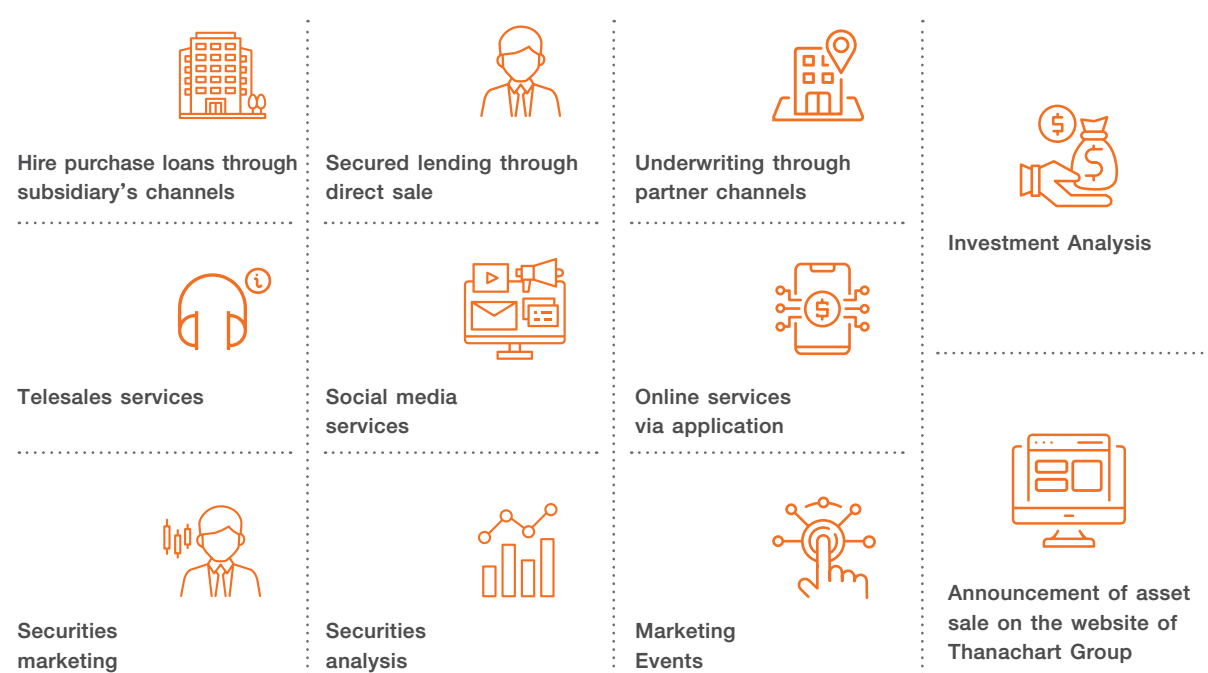 Hire purchase loans through
subsidiary's channels
Secured lending through
direct sale
Underwriting through
partner channels
Investment Analysis
Telesales services
Social media
services
Online services
via application
Securities
marketing
Securities
analysis
Marketing
Events
Announcement of asset
sale on the website of
Thanachart Group